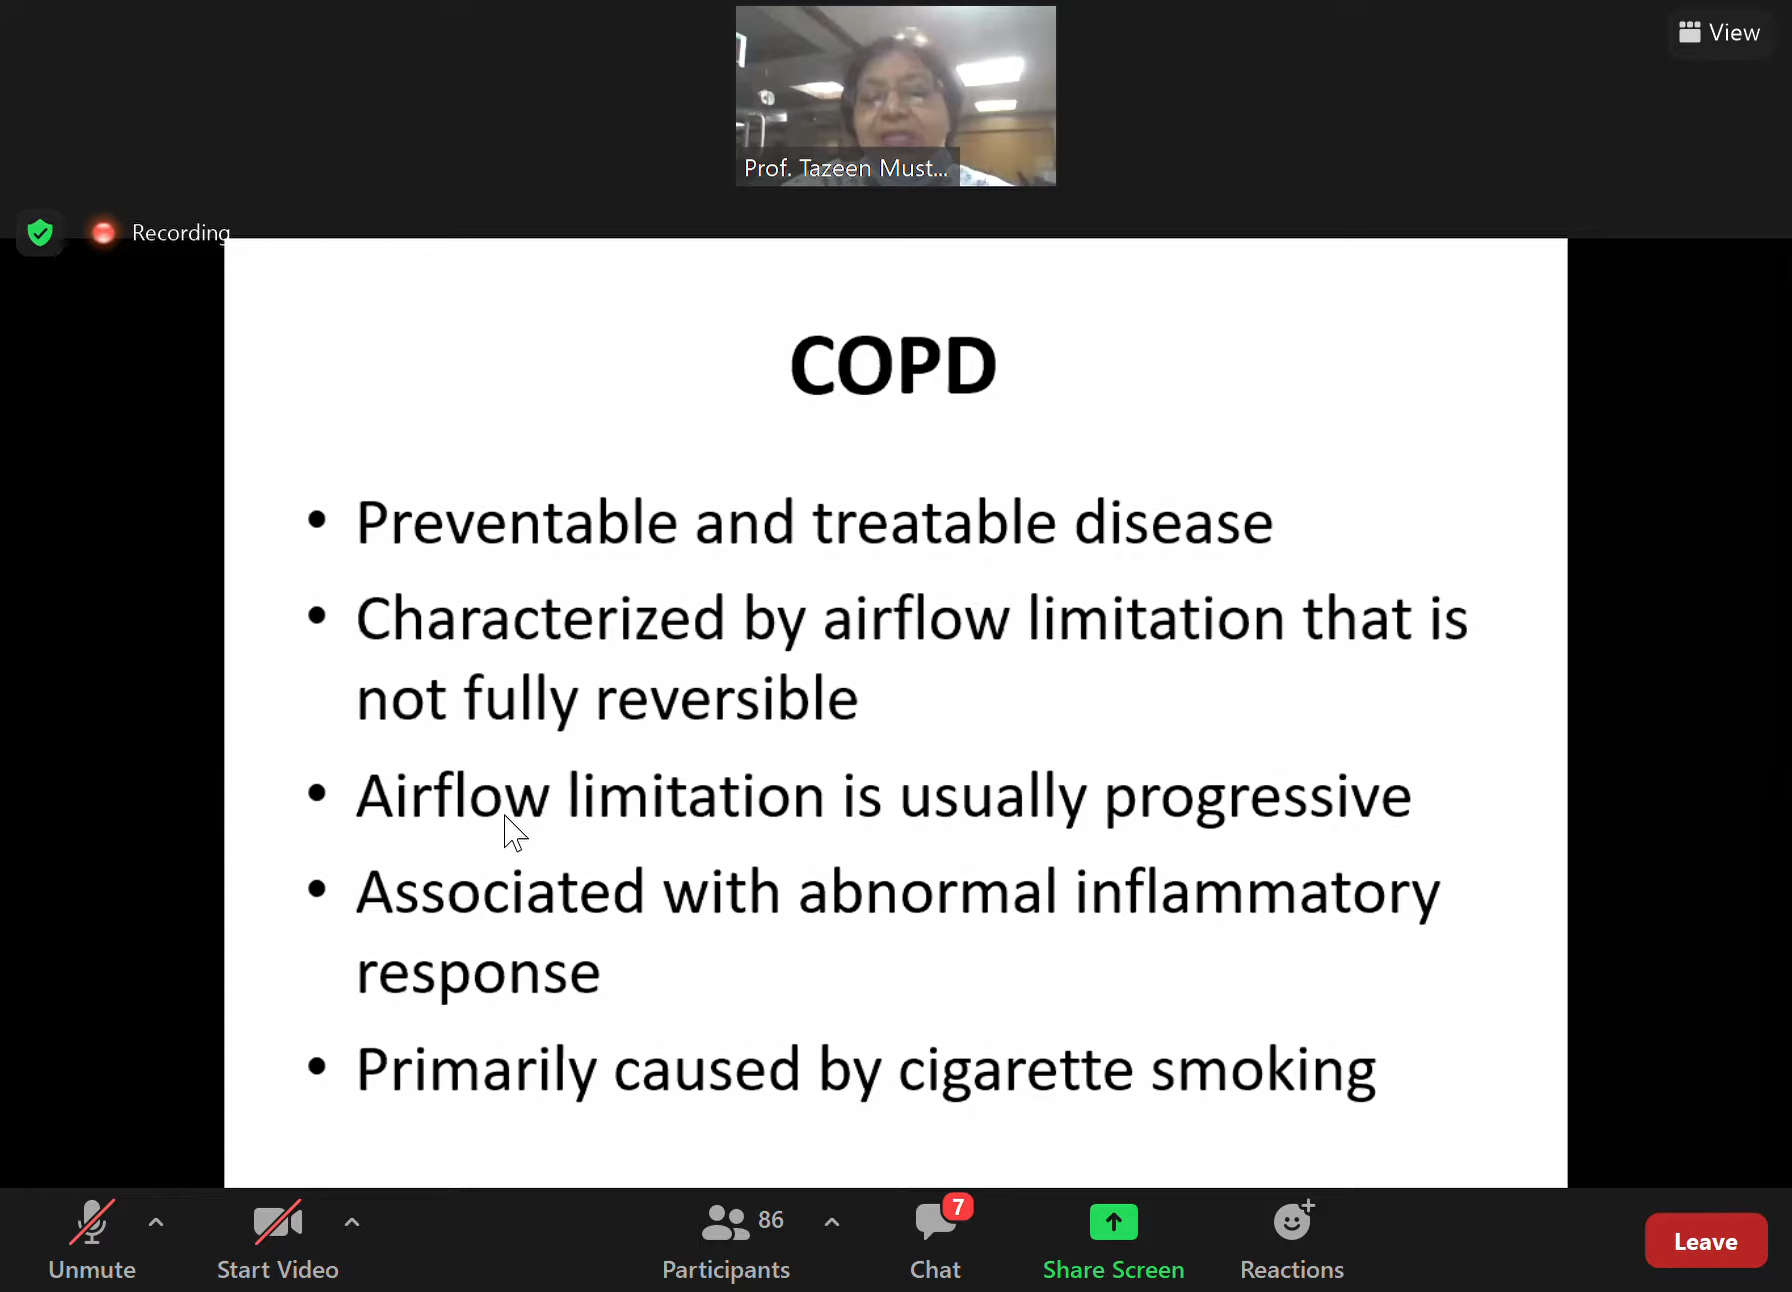 View
Prof. Tazeen Must...
Recording
COPD
• Preventable and treatable disease
• Characterized by airflow limitation that is
not fully reversible
• Airflow limitation is usually progressive
• Associated with abnormal inflammatory
response
• Primarily caused by cigarette smoking
Unmute
Start Video
86
Participants
7
Chat
Share Screen
Reactions
Leave